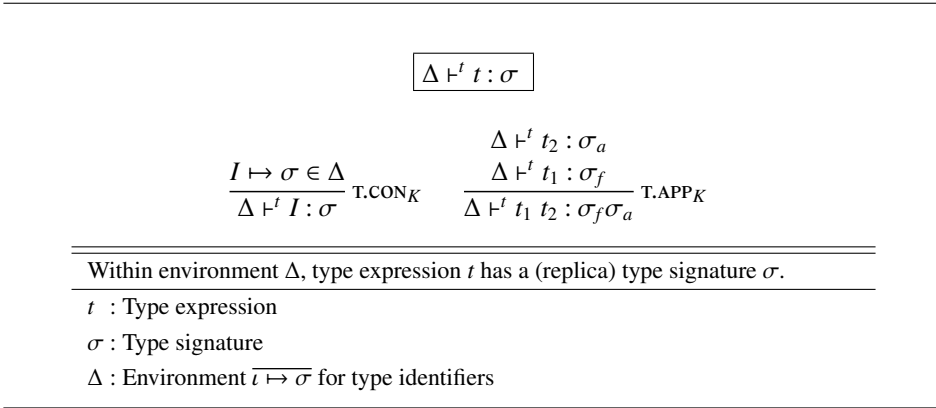 Δ ⊢ᵗ t : σ
Δ ⊢ᵗ t₂ : σₐ
I ↦ σ ∈ Δ Δ ⊢ᵗ t₁ : σ_f
T.CON_K T.APP_K
Δ ⊢ᵗ I : σ Δ ⊢ᵗ t₁ t₂ : σ_f σₐ
Within environment Δ, type expression t has a (replica) type signature σ.
t : Type expression
σ : Type signature
Δ : Environment \overline{ι ↦ σ} for type identifiers